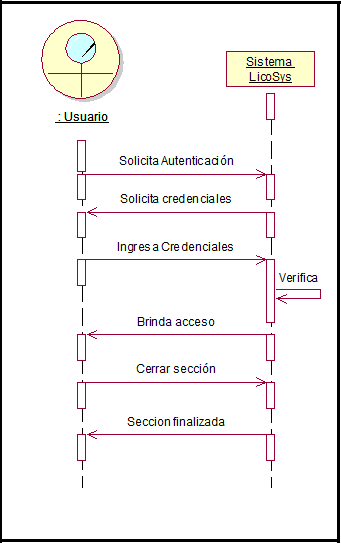 Sistema
LicoSys
: Usuario
Solicita Autenticación
Solicita credenciales
Ingresa Credenciales
Verifica
Brinda acceso
Cerrar sección
Seccion finalizada